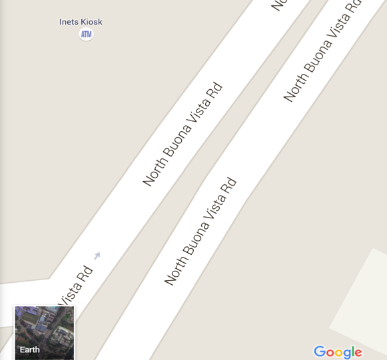 No
North Buona Vista Rd
Inets Kiosk
ATM
North Buona Vista Rd
North Buona Vista Rd
Vista Rd
Earth
Google